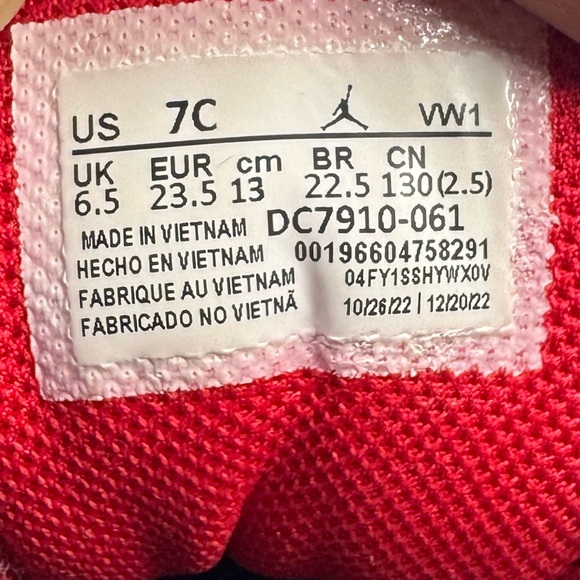 US 7C VW1
UK EUR cm BR CN
6.5 23.5 13 22.5 130(2.5)
MADE IN VIETNAM DC7910-061
HECHO EN VIETNAM 00196604758291
FABRIQUE AU VIETNAM 04FY1SSHYWX0V
FABRICADO NO VIETNÃ 10/26/22 | 12/20/22